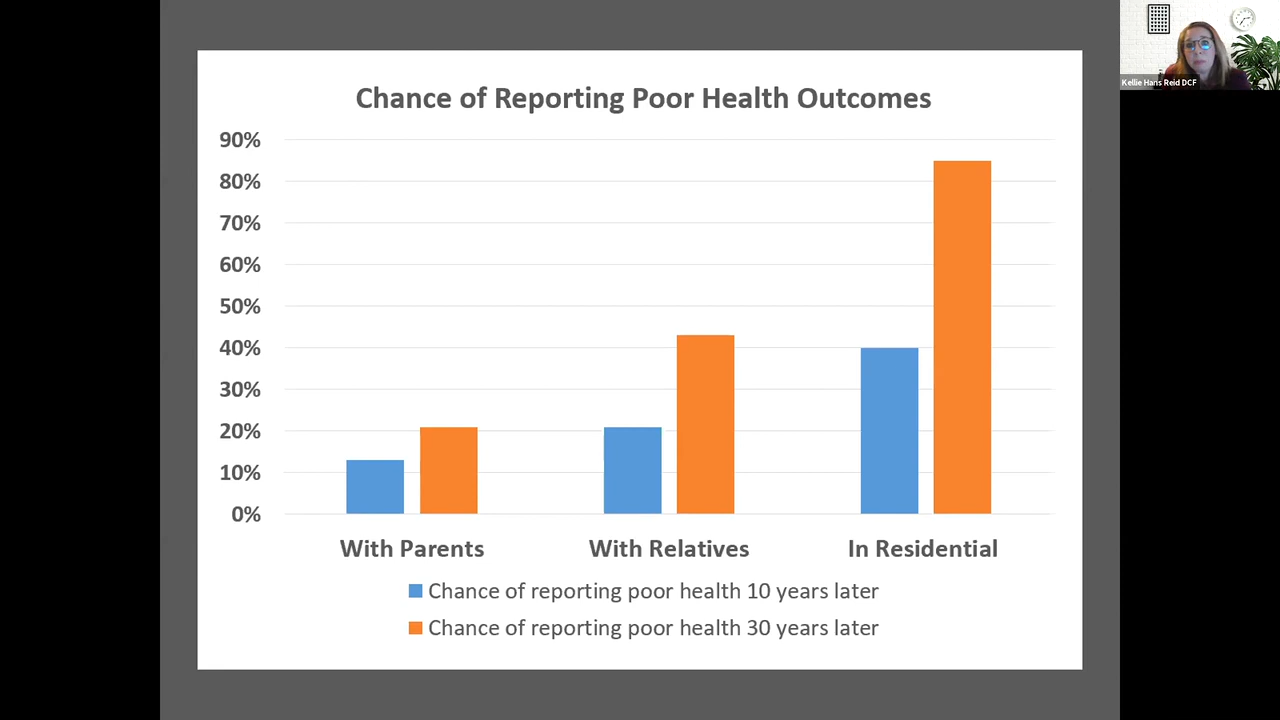 Chance of Reporting Poor Health Outcomes
90%
80%
70%
60%
50%
40%
30%
20%
10%
0%
With Parents With Relatives In Residential
Chance of reporting poor health 10 years later
Chance of reporting poor health 30 years later
Kellie Hans Reid DCF